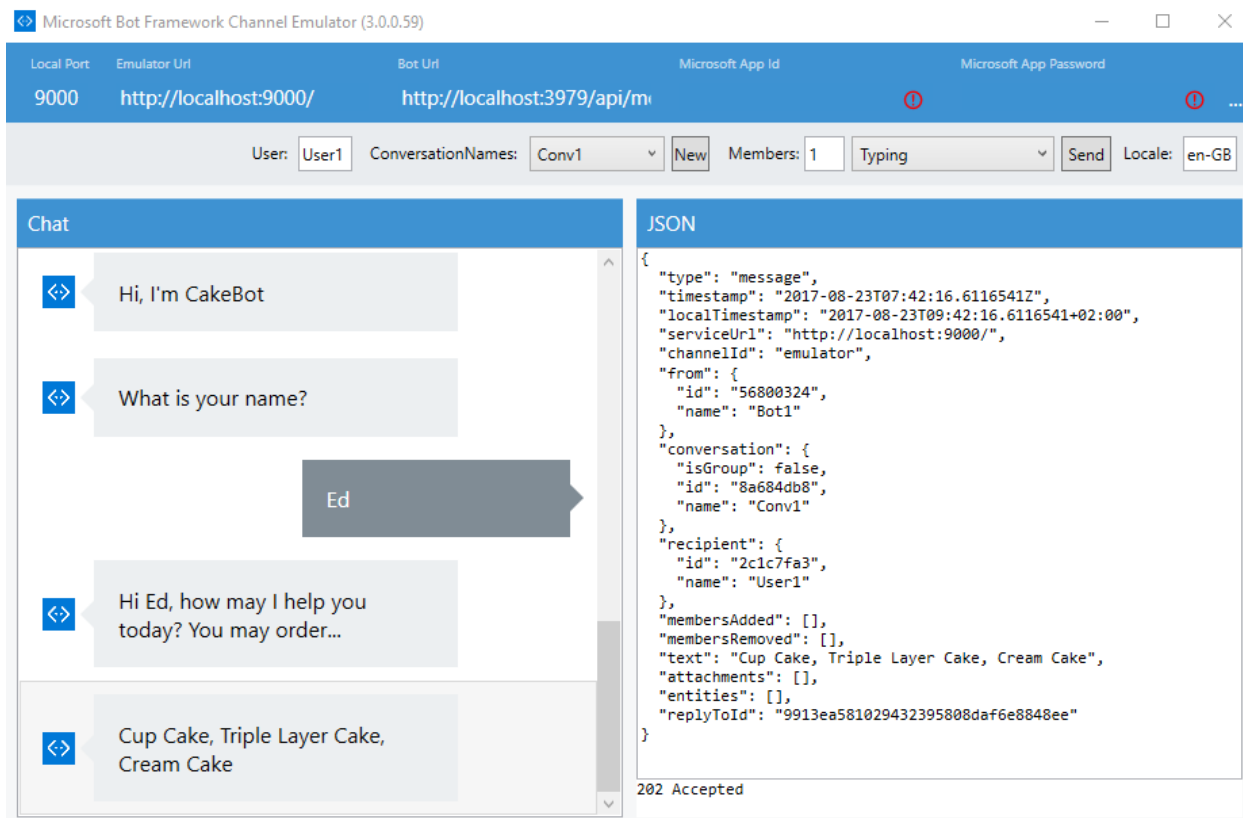 Microsoft Bot Framework Channel Emulator (3.0.0.59)
Local Port Emulator Url Bot Url Microsoft App Id Microsoft App Password
9000 http://localhost:9000/ http://localhost:3979/api/m ...
User: User1 ConversationNames: Conv1 New Members: 1 Typing Send Locale: en-GB
Chat
Hi, I'm CakeBot
What is your name?
Ed
Hi Ed, how may I help you
today? You may order...
Cup Cake, Triple Layer Cake,
Cream Cake
JSON
{
"type": "message",
"timestamp": "2017-08-23T07:42:16.6116541Z",
"localTimestamp": "2017-08-23T09:42:16.6116541+02:00",
"serviceUrl": "http://localhost:9000/",
"channelId": "emulator",
"from": {
"id": "56800324",
"name": "Bot1"
},
"conversation": {
"isGroup": false,
"id": "8a684db8",
"name": "Conv1"
},
"recipient": {
"id": "2c1c7fa3",
"name": "User1"
},
"membersAdded": [],
"membersRemoved": [],
"text": "Cup Cake, Triple Layer Cake, Cream Cake",
"attachments": [],
"entities": [],
"replyToId": "9913ea581029432395808daf6e8848ee"
}
202 Accepted